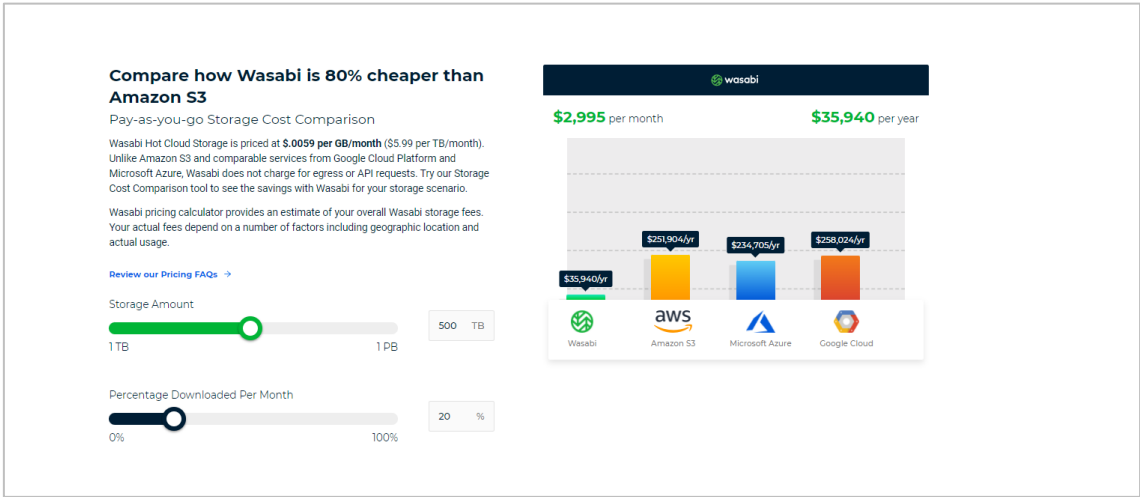 Compare how Wasabi is 80% cheaper than
Amazon S3
Pay-as-you-go Storage Cost Comparison
Wasabi Hot Cloud Storage is priced at $.0059 per GB/month ($5.99 per TB/month).
Unlike Amazon S3 and comparable services from Google Cloud Platform and
Microsoft Azure, Wasabi does not charge for egress or API requests. Try our Storage
Cost Comparison tool to see the savings with Wasabi for your storage scenario.
Wasabi pricing calculator provides an estimate of your overall Wasabi storage fees.
Your actual fees depend on a number of factors including geographic location and
actual usage.
Review our Pricing FAQs →
Storage Amount
500 TB
1 TB 1 PB
Percentage Downloaded Per Month
20 %
0% 100%
wasabi
$2,995 per month $35,940 per year
$251,904/yr $234,705/yr $258,024/yr
$35,940/yr
aws
Wasabi Amazon S3 Microsoft Azure Google Cloud